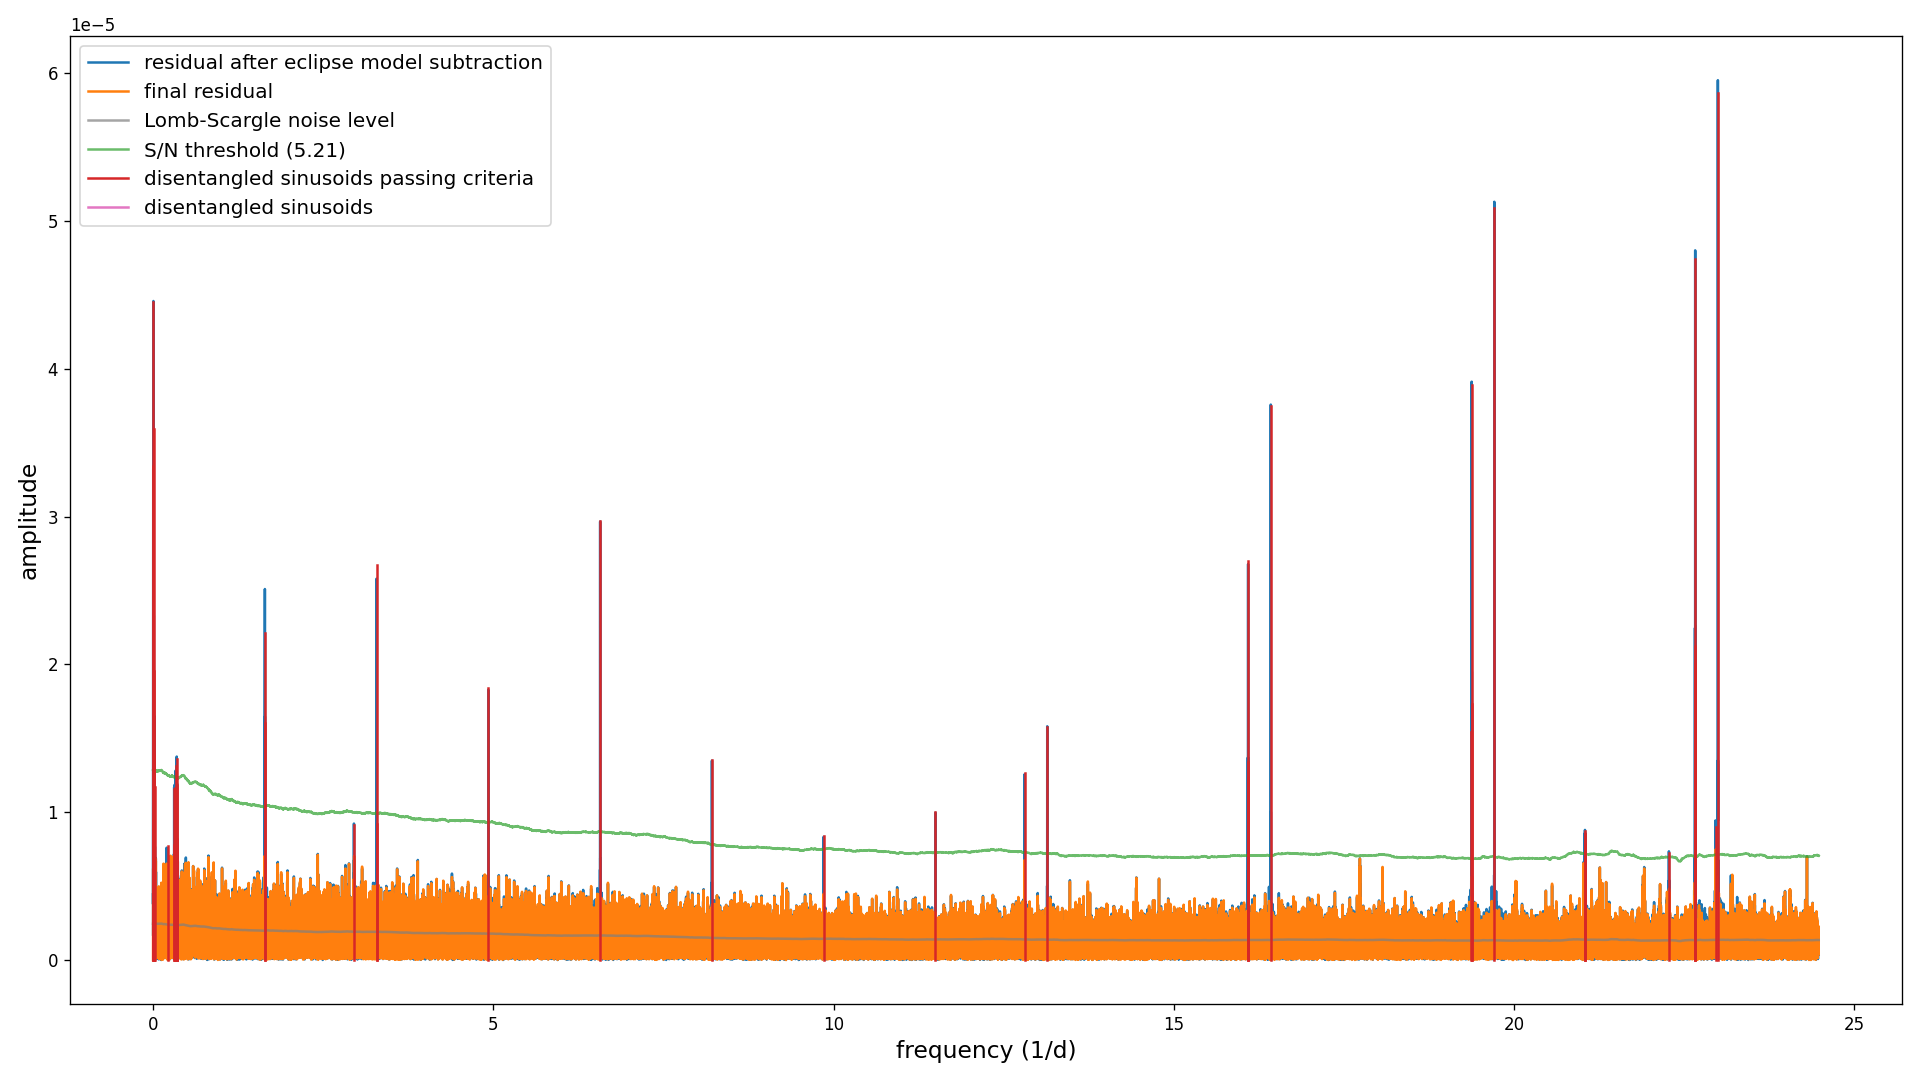 1e−5
residual after eclipse model subtraction
final residual
Lomb-Scargle noise level
S/N threshold (5.21)
disentangled sinusoids passing criteria
disentangled sinusoids
6
5
4
3
2
1
0
amplitude
0 5 10 15 20 25
frequency (1/d)